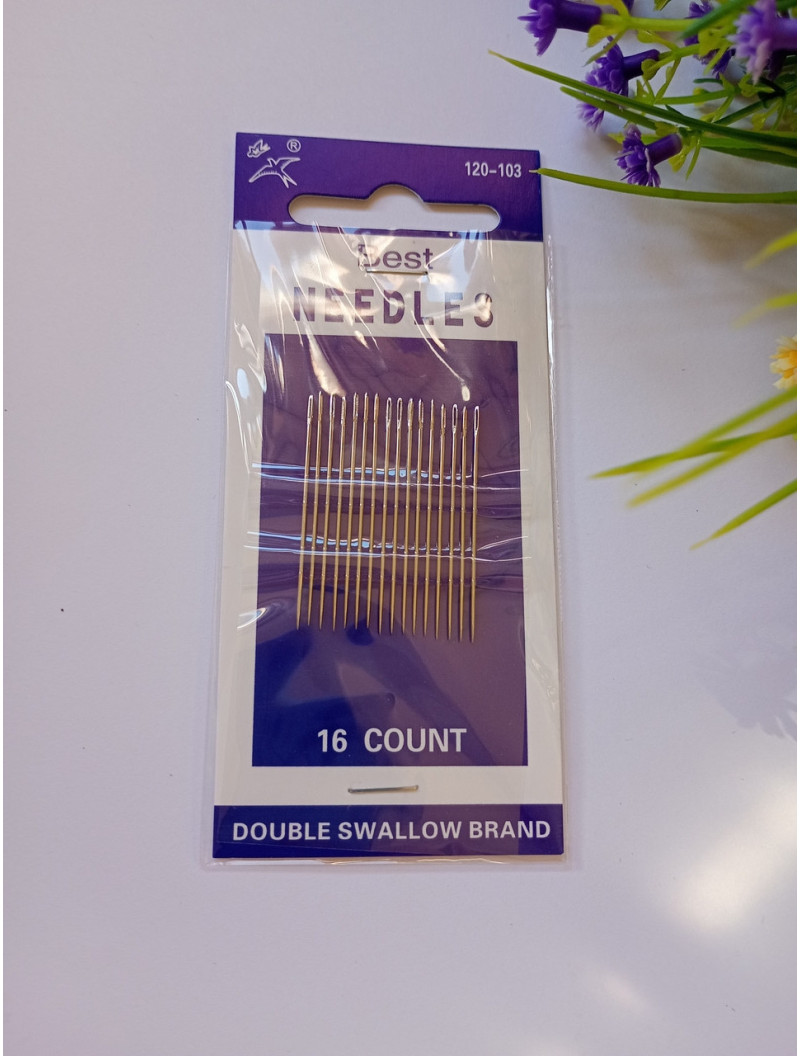 ®
120-103
Best
NEEDLES
16 COUNT
DOUBLE SWALLOW BRAND